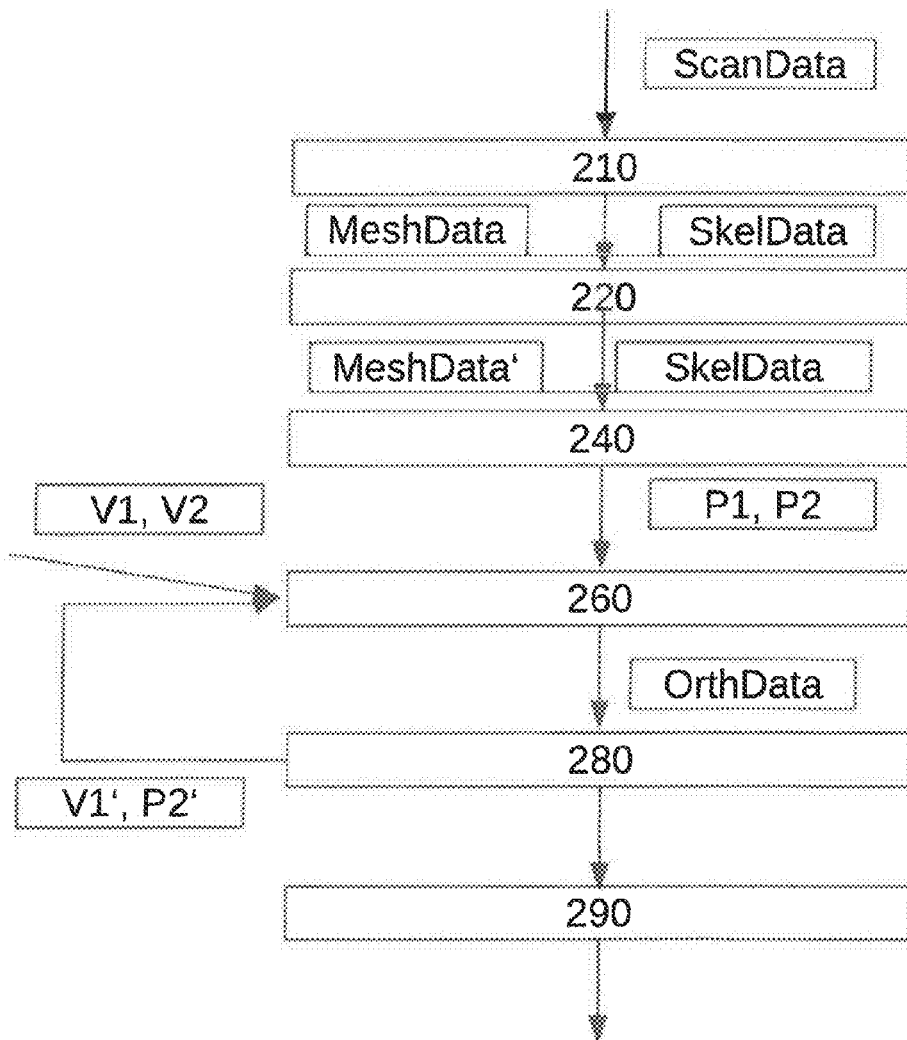 ScanData
210
MeshData SkelData
220
MeshData‘ SkelData
240
V1, V2 P1, P2
260
OrthData
280
V1‘, P2‘
290